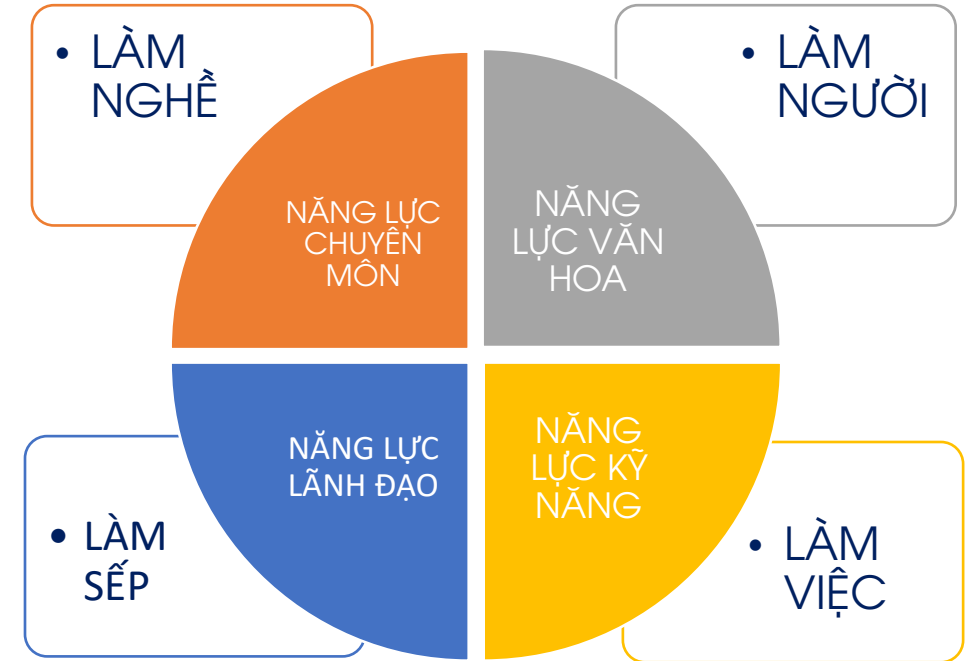 • LÀM
NGHỀ
• LÀM
NGƯỜI
NĂNG LỰC
CHUYÊN
MÔN
NĂNG
LỰC VĂN
HOA
NĂNG LỰC
LÃNH ĐẠO
NĂNG
LỰC KỸ
NĂNG
• LÀM
SẾP
• LÀM
VIỆC